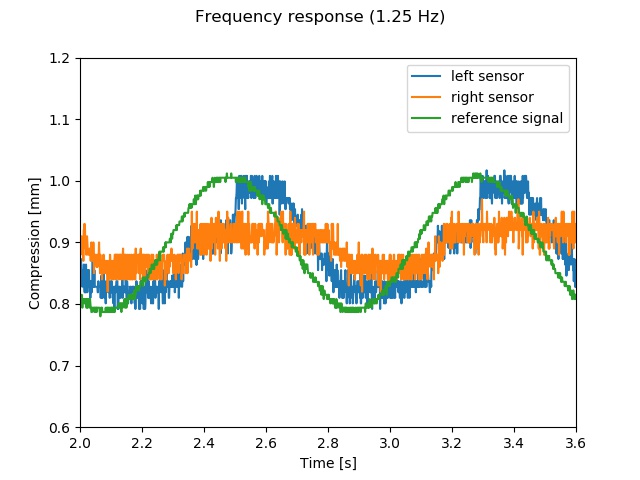 Frequency response (1.25 Hz)
1.2
1.1
1.0
0.9
0.8
0.7
0.6
Compression [mm]
left sensor
right sensor
reference signal
2.0 2.2 2.4 2.6 2.8 3.0 3.2 3.4 3.6
Time [s]